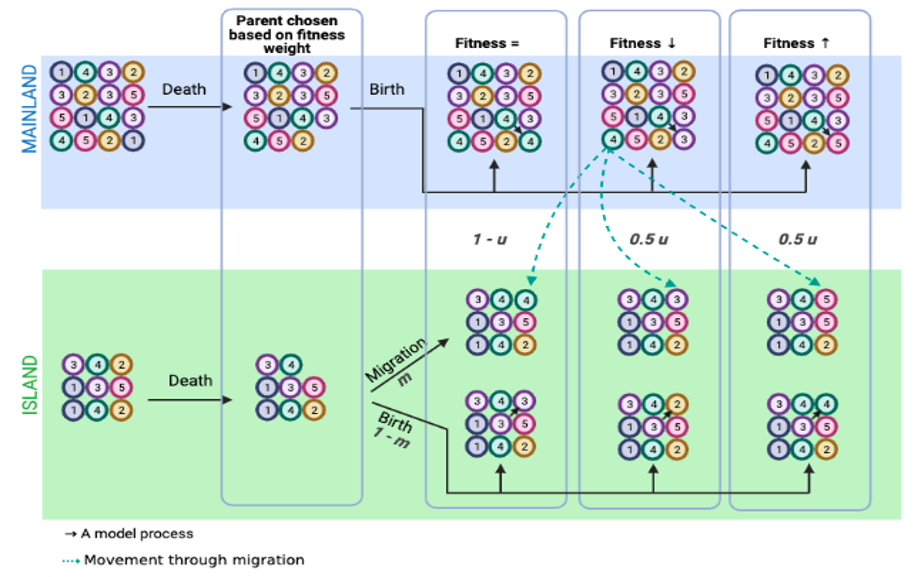 Parent chosen
based on fitness
weight
Fitness =
Fitness ↓
Fitness ↑
MAINLAND
1 4 3 2
3 2 3 5
5 1 4 3
4 5 2 1
Death
1 4 3 2
3 2 3 5
5 1 4 3
4 5 2
Birth
1 4 3 2
3 2 3 5
5 1 4 3
4 5 2 4
1 4 3 2
3 2 3 5
5 1 4 3
4 5 2 3
1 4 3 2
3 2 3 5
5 1 4 3
4 5 2 5
1 - u
0.5 u
0.5 u
ISLAND
3 4 2
1 3 5
1 4 2
Death
3 4
1 3 5
1 4 2
Migration
m
Birth
1 - m
3 4 4
1 3 5
1 4 2
3 4 3
1 3 5
1 4 2
3 4 5
1 3 5
1 4 2
3 4 3
1 3 5
1 4 2
3 4 2
1 3 5
1 4 2
3 4 4
1 3 5
1 4 2
→ A model process
Movement through migration